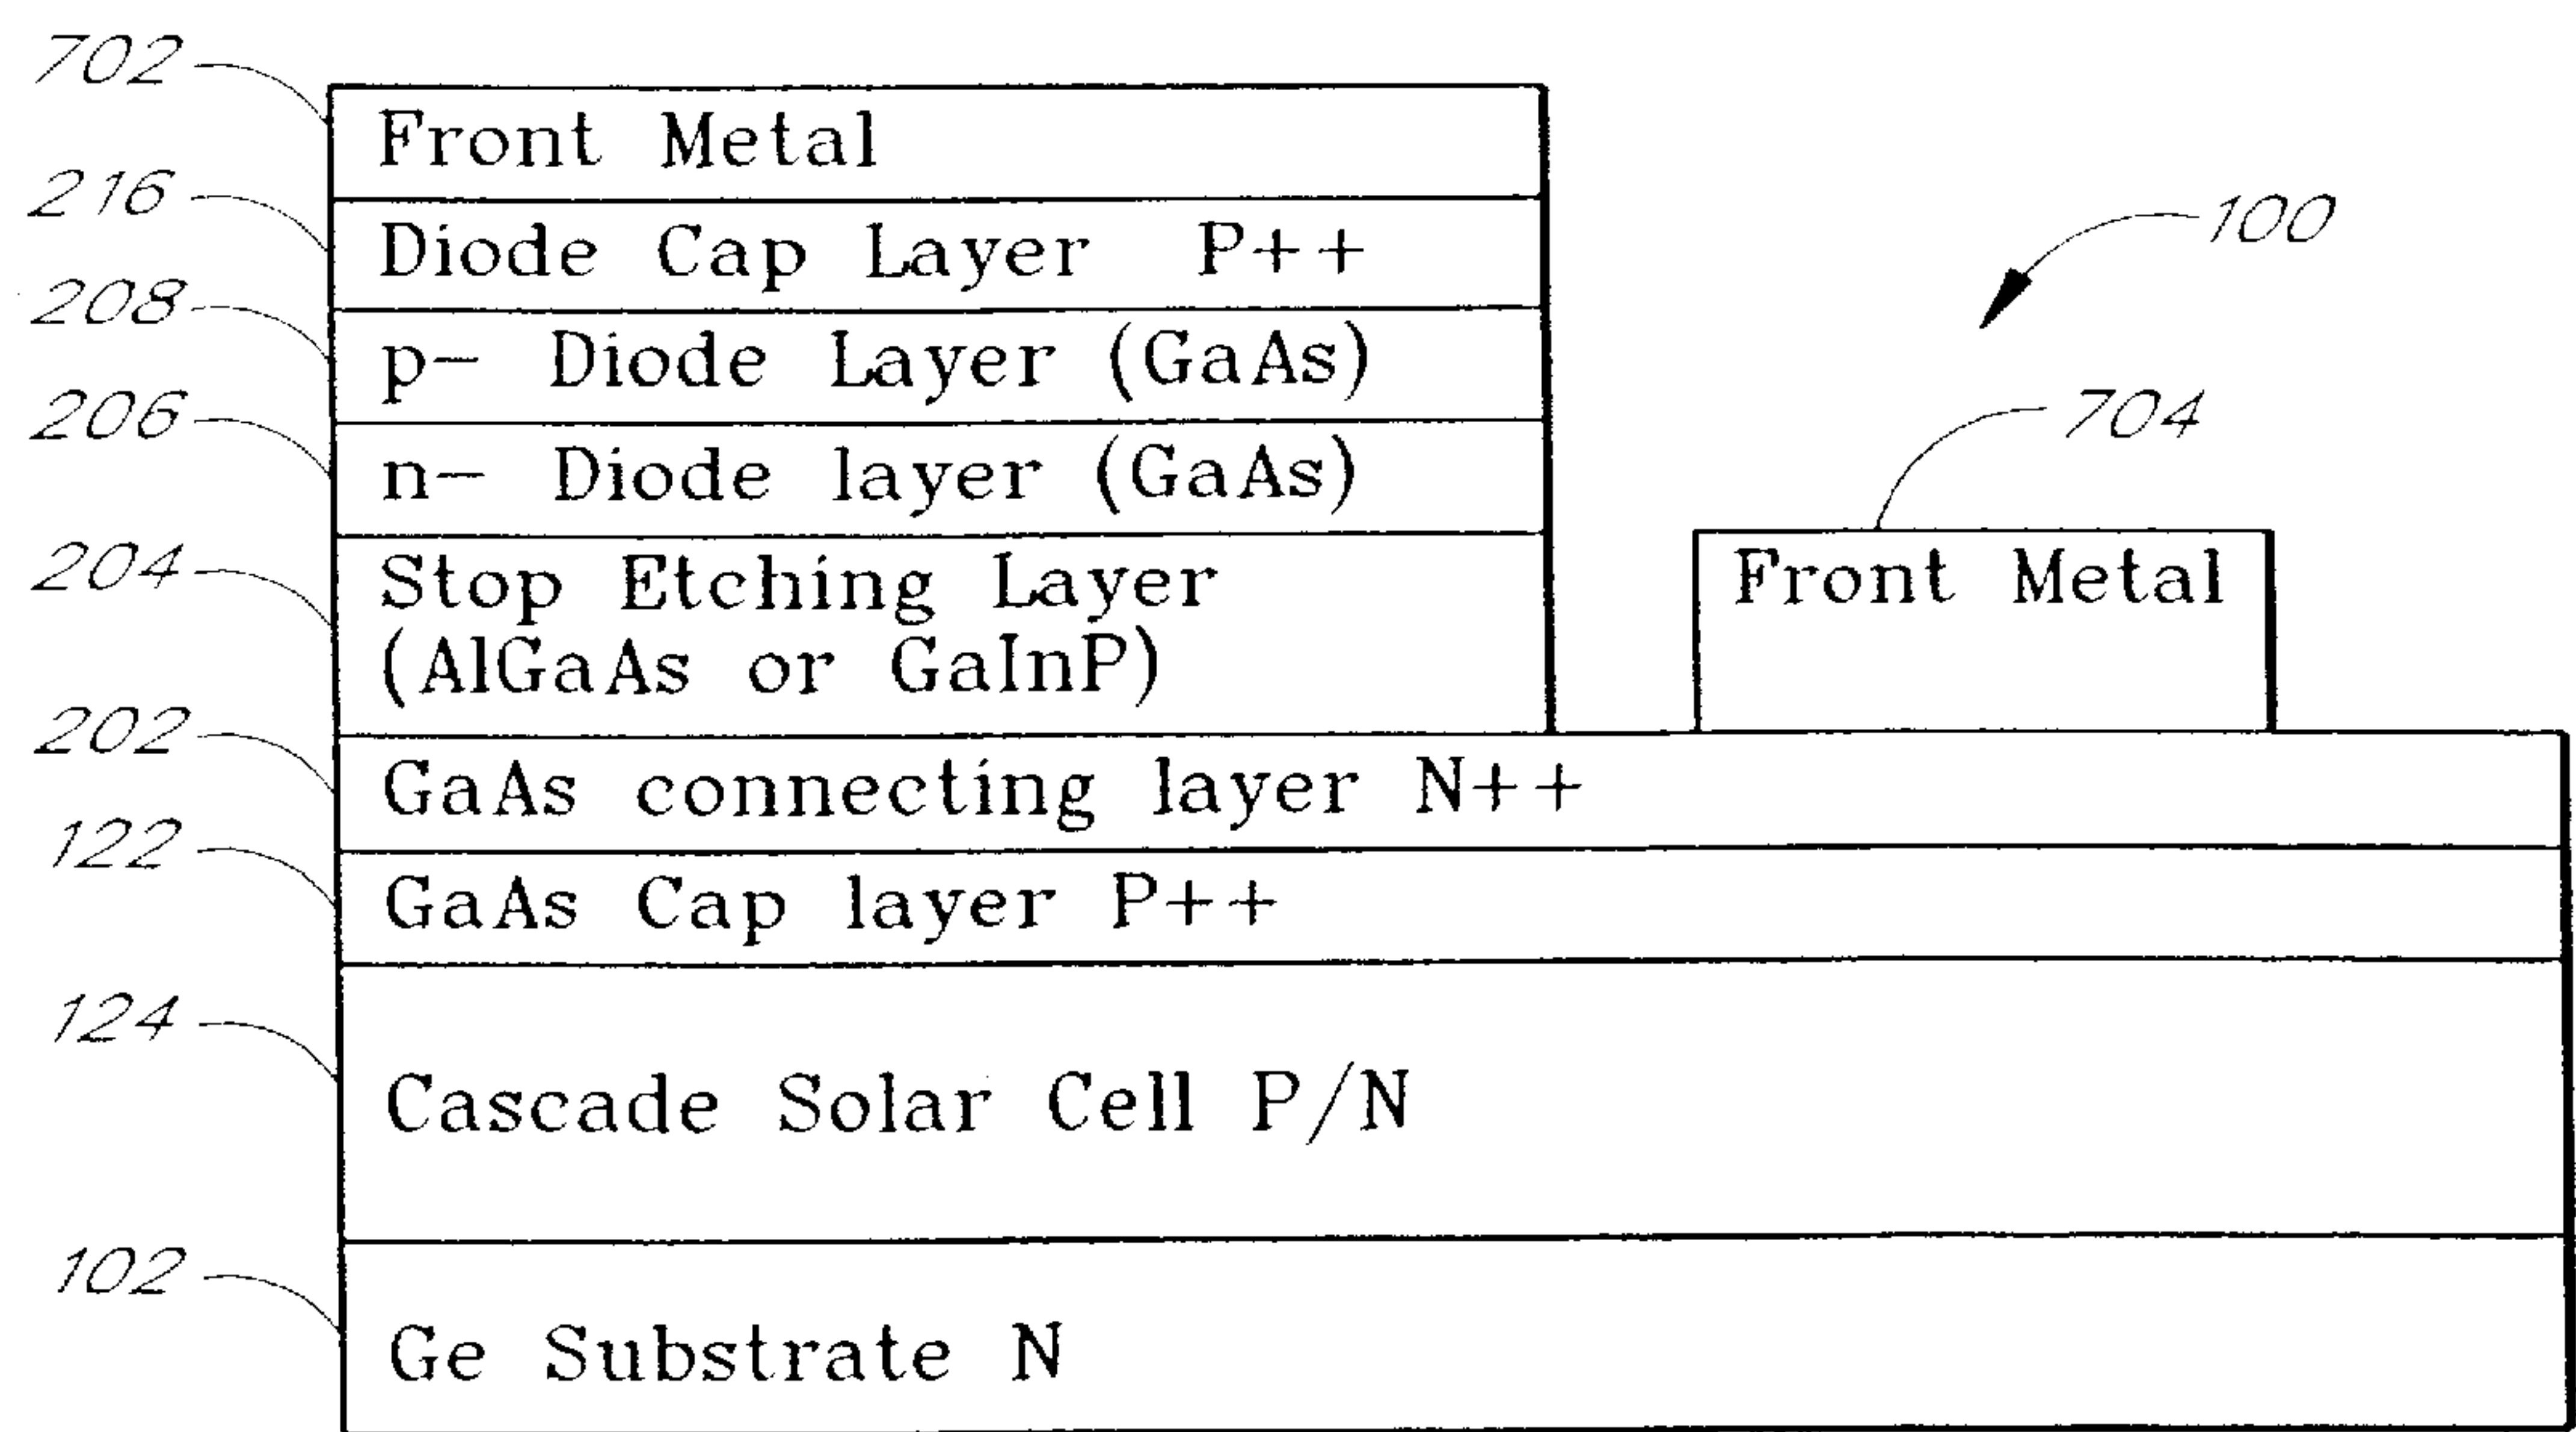 702
Front Metal
216
Diode Cap Layer P++
100
208
p- Diode Layer (GaAs)
206
n- Diode layer (GaAs)
704
204
Stop Etching Layer
(AlGaAs or GaInP)
Front Metal
202
GaAs connecting layer N++
122
GaAs Cap layer P++
124
Cascade Solar Cell P/N
102
Ge Substrate N